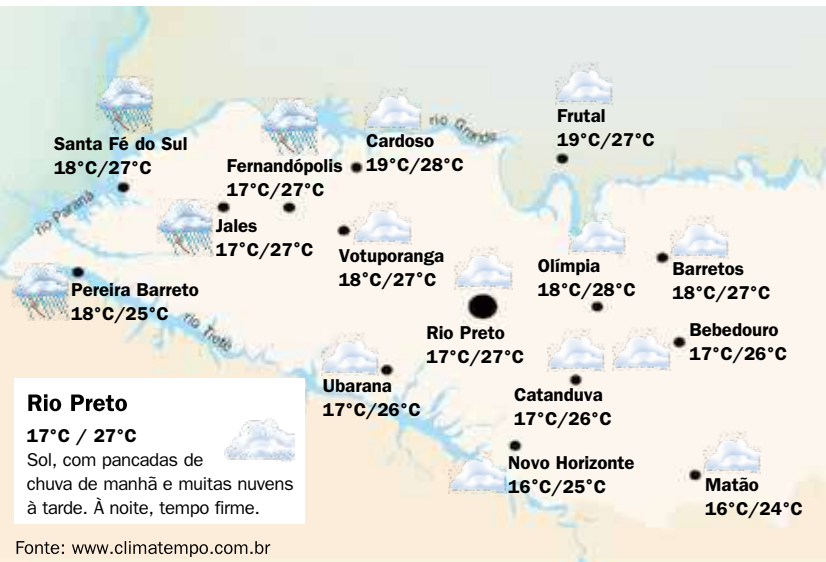 Santa Fé do Sul
18°C/27°C
Fernandópolis
17°C/27°C
Cardoso
19°C/28°C
rio Grande
Frutal
19°C/27°C
rio Paraná
Jales
17°C/27°C
Votuporanga
18°C/27°C
Olímpia
18°C/28°C
Barretos
18°C/27°C
Pereira Barreto
18°C/25°C
rio Tietê
Rio Preto
17°C/27°C
Bebedouro
17°C/26°C
Ubarana
17°C/26°C
Catanduva
17°C/26°C
Novo Horizonte
16°C/25°C
Matão
16°C/24°C
Rio Preto
17°C / 27°C
Sol, com pancadas de
chuva de manhã e muitas nuvens
à tarde. À noite, tempo firme.
Fonte: www.climatempo.com.br